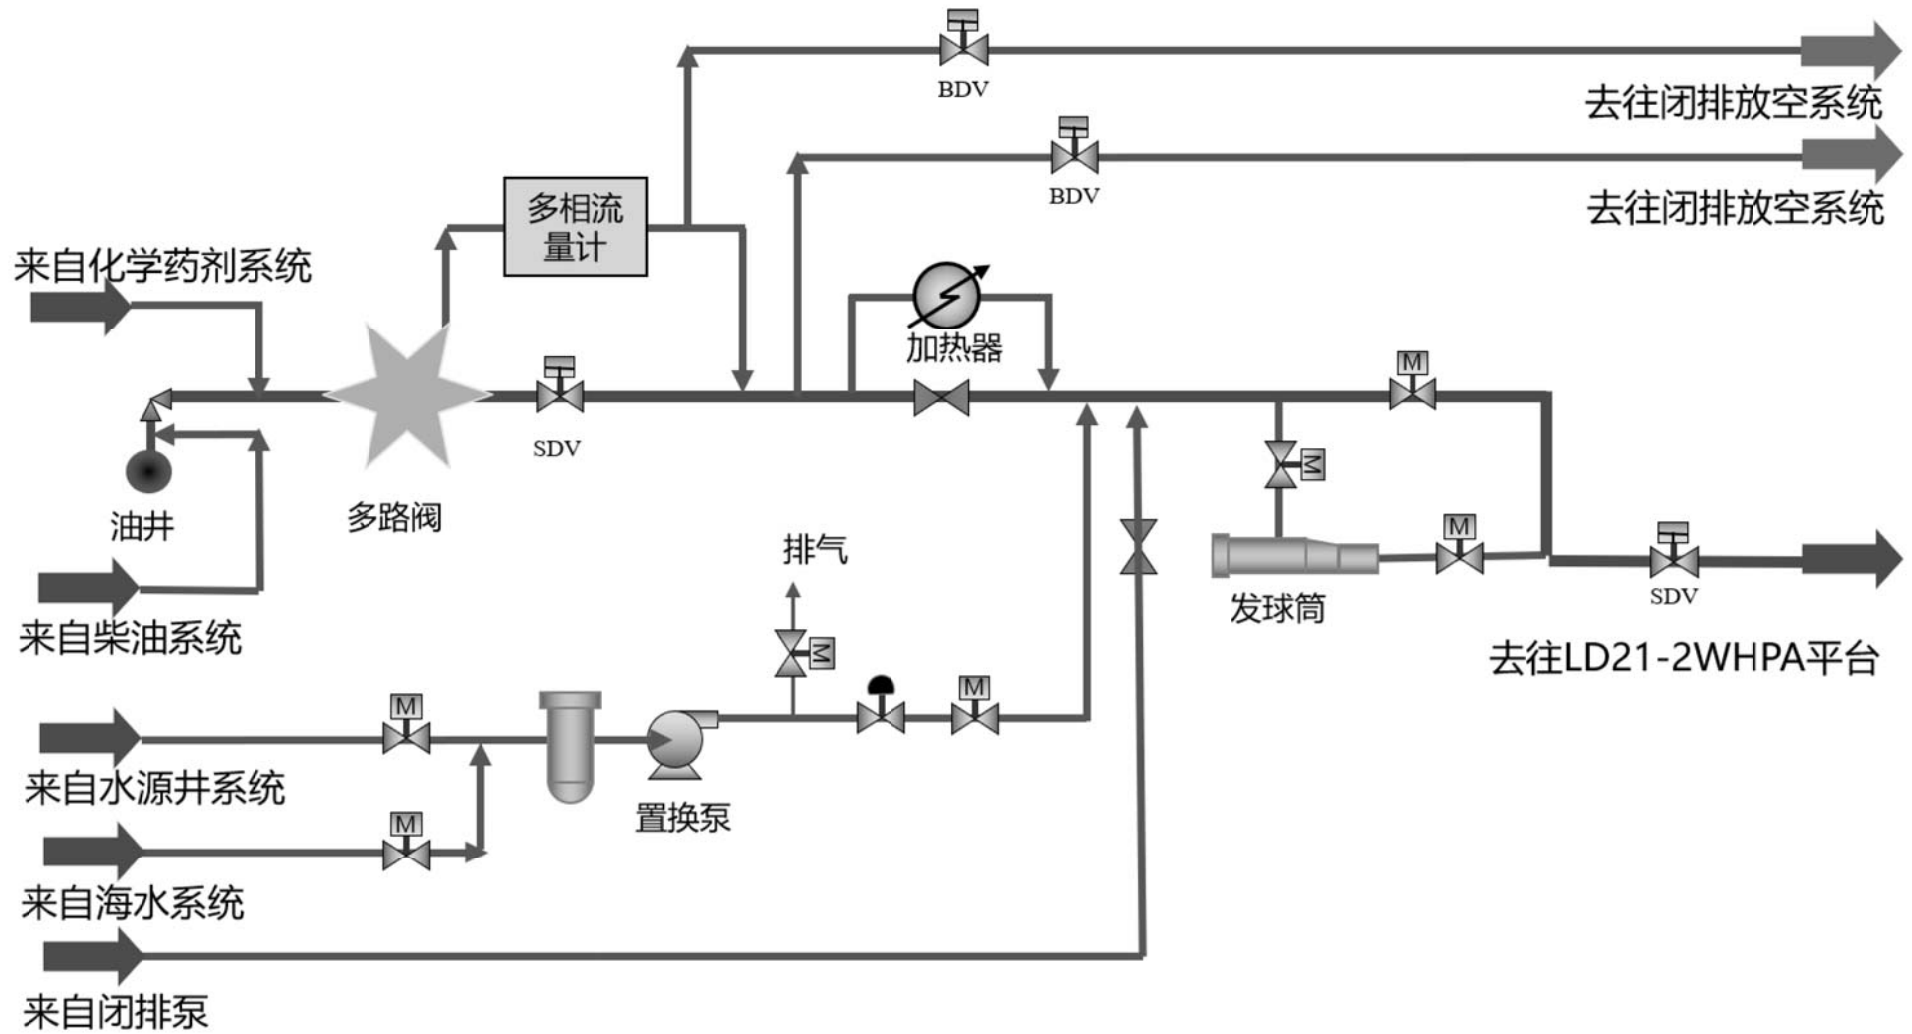 BDV
去往闭排放空系统
BDV
去往闭排放空系统
多相流
量计
来自化学药剂系统
加热器
M
SDV
M
油井
多路阀
排气
M
发球筒
SDV
来自柴油系统
M
去往LD21-2WHPA平台
M
M
来自水源井系统
置换泵
M
来自海水系统
来自闭排泵